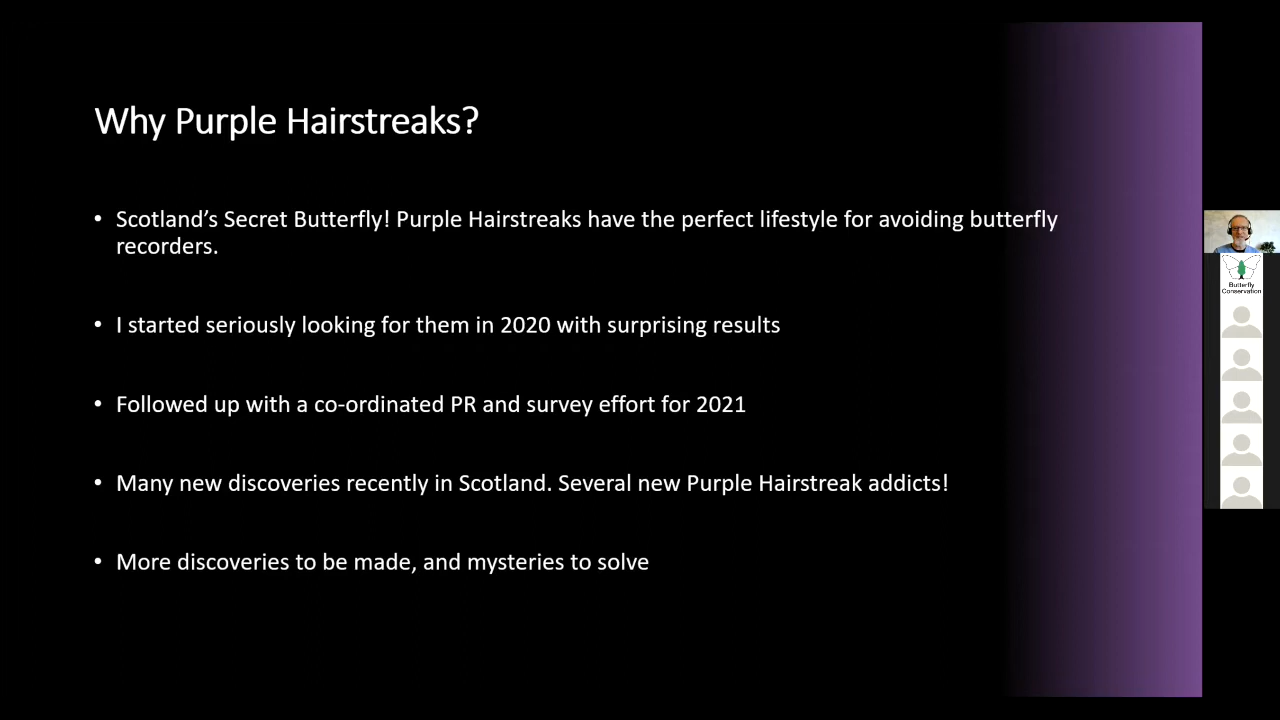 Why Purple Hairstreaks?
• Scotland’s Secret Butterfly! Purple Hairstreaks have the perfect lifestyle for avoiding butterfly
recorders.
• I started seriously looking for them in 2020 with surprising results
• Followed up with a co-ordinated PR and survey effort for 2021
• Many new discoveries recently in Scotland. Several new Purple Hairstreak addicts!
• More discoveries to be made, and mysteries to solve
Butterfly
Conservation